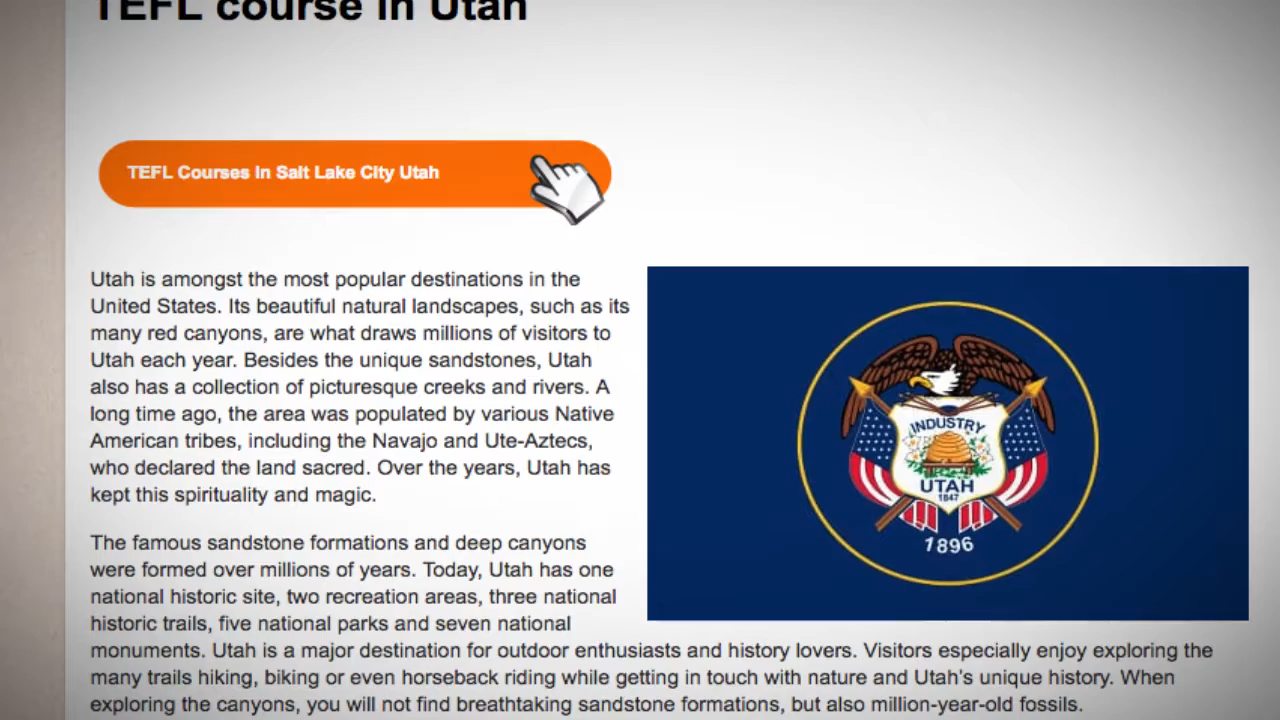 TEFL course in Utah
TEFL Courses in Salt Lake City Utah
Utah is amongst the most popular destinations in the
United States. Its beautiful natural landscapes, such as its
many red canyons, are what draws millions of visitors to
Utah each year. Besides the unique sandstones, Utah
also has a collection of picturesque creeks and rivers. A
long time ago, the area was populated by various Native
American tribes, including the Navajo and Ute-Aztecs,
who declared the land sacred. Over the years, Utah has
kept this spirituality and magic.
INDUSTRY
UTAH
1847
1896
The famous sandstone formations and deep canyons
were formed over millions of years. Today, Utah has one
national historic site, two recreation areas, three national
historic trails, five national parks and seven national
monuments. Utah is a major destination for outdoor enthusiasts and history lovers. Visitors especially enjoy exploring the
many trails hiking, biking or even horseback riding while getting in touch with nature and Utah's unique history. When
exploring the canyons, you will not find breathtaking sandstone formations, but also million-year-old fossils.